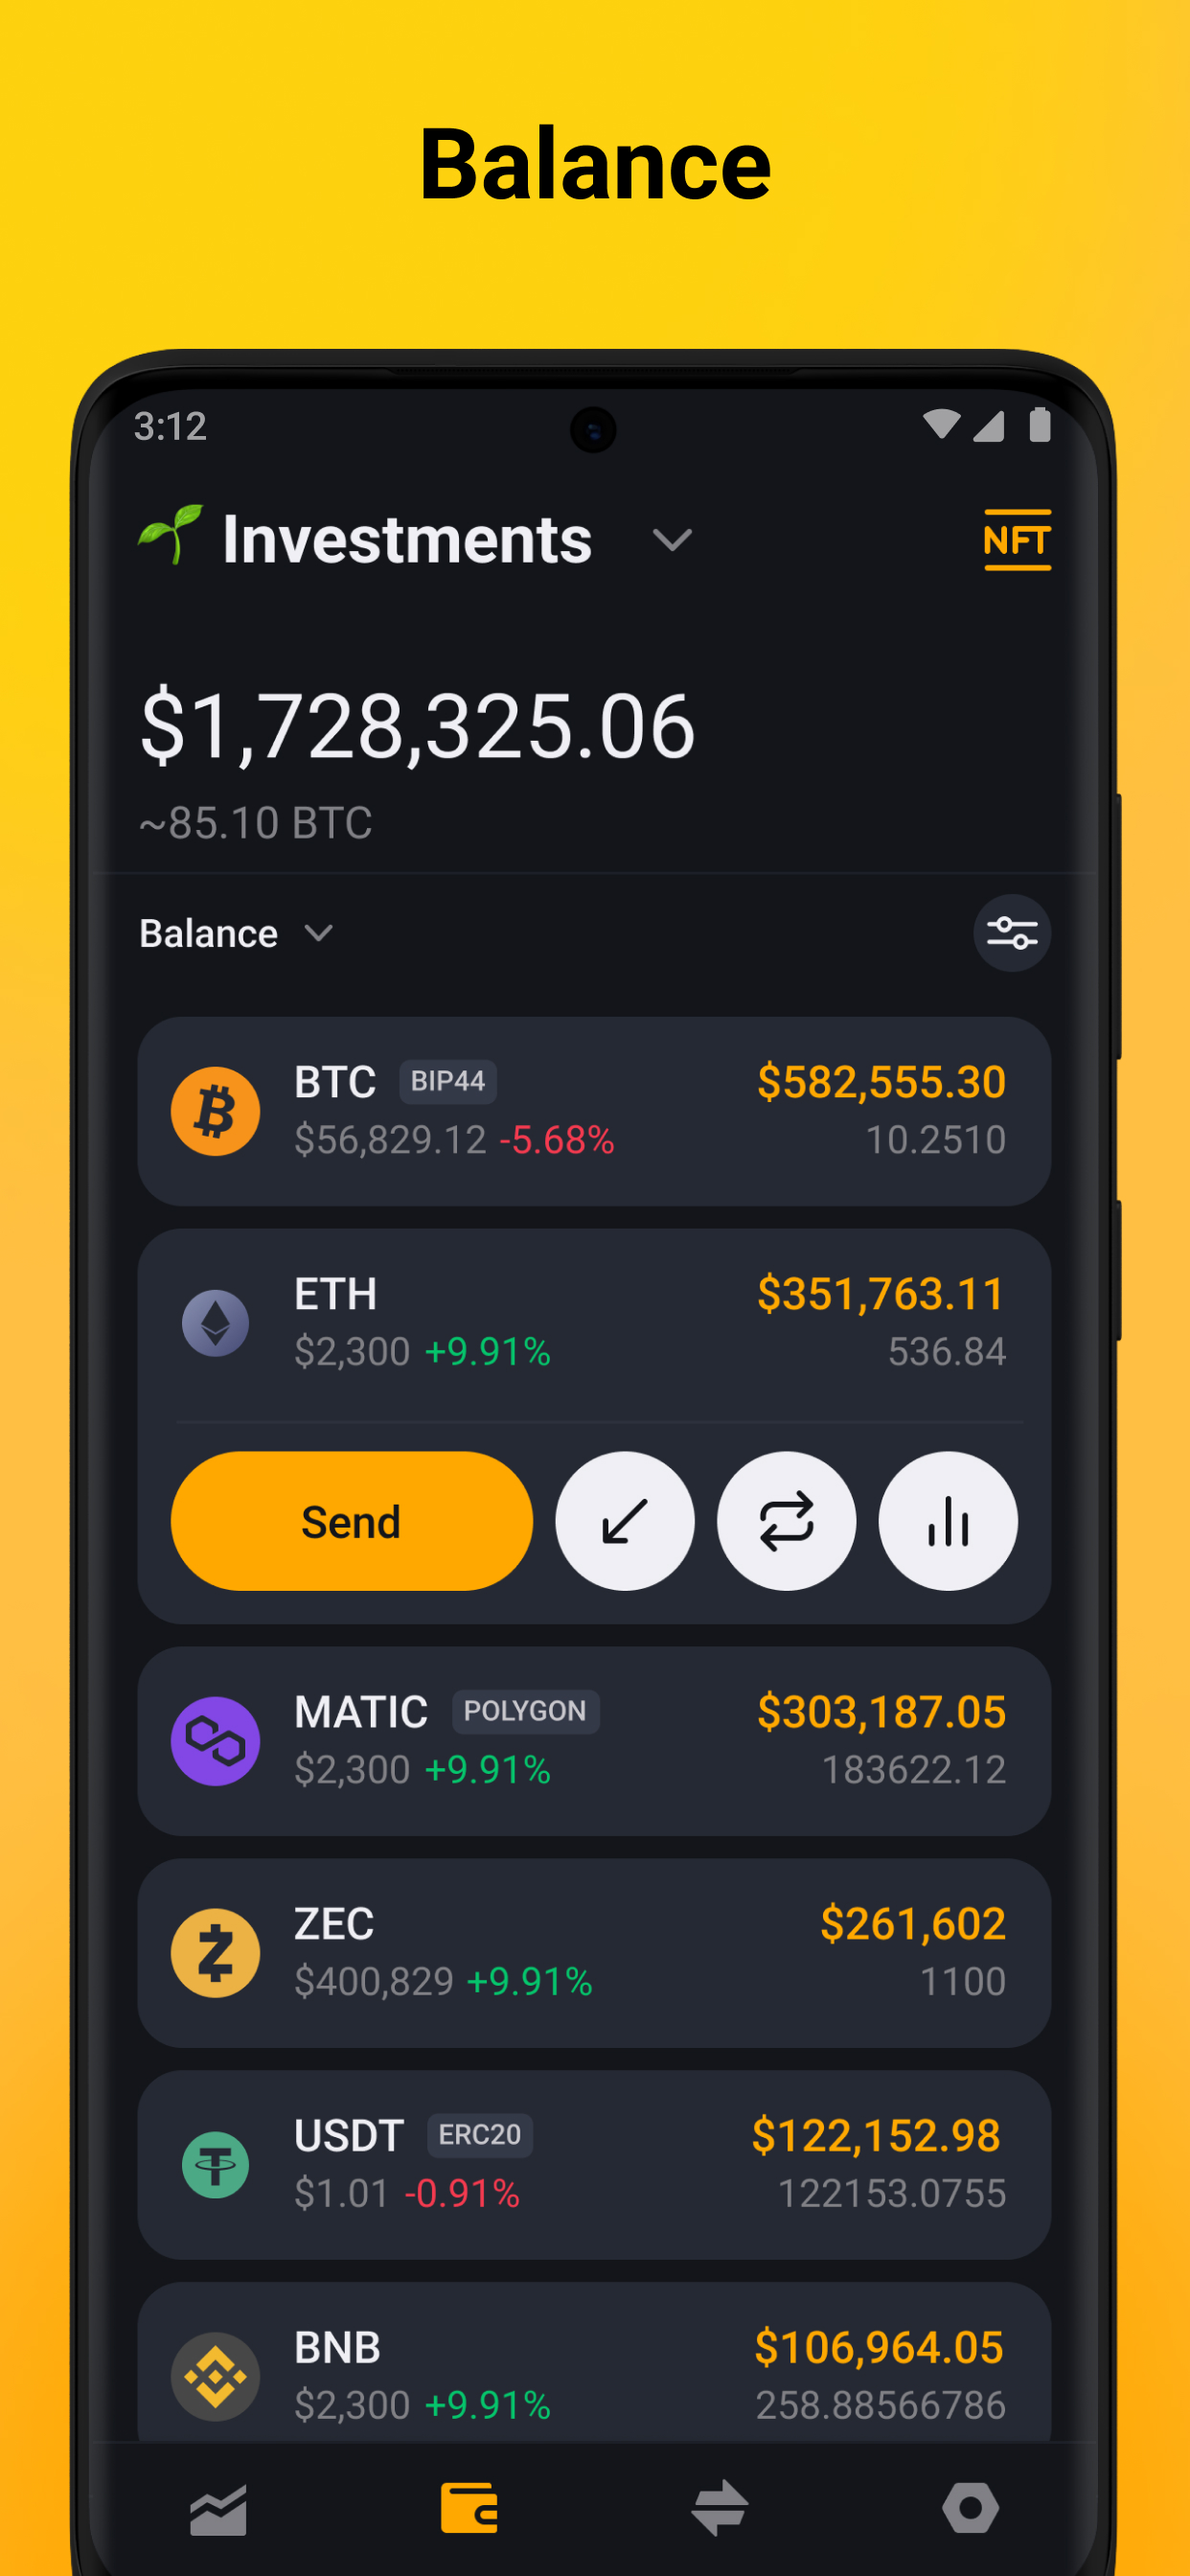 Balance
3:12
Investments
NFT
$1,728,325.06
~85.10 BTC
Balance
BTC BIP44 $582,555.30
$56,829.12 -5.68% 10.2510
ETH $351,763.11
$2,300 +9.91% 536.84
Send
MATIC POLYGON $303,187.05
$2,300 +9.91% 183622.12
ZEC $261,602
$400,829 +9.91% 1100
USDT ERC20 $122,152.98
$1.01 -0.91% 122153.0755
BNB $106,964.05
$2,300 +9.91% 258.88566786